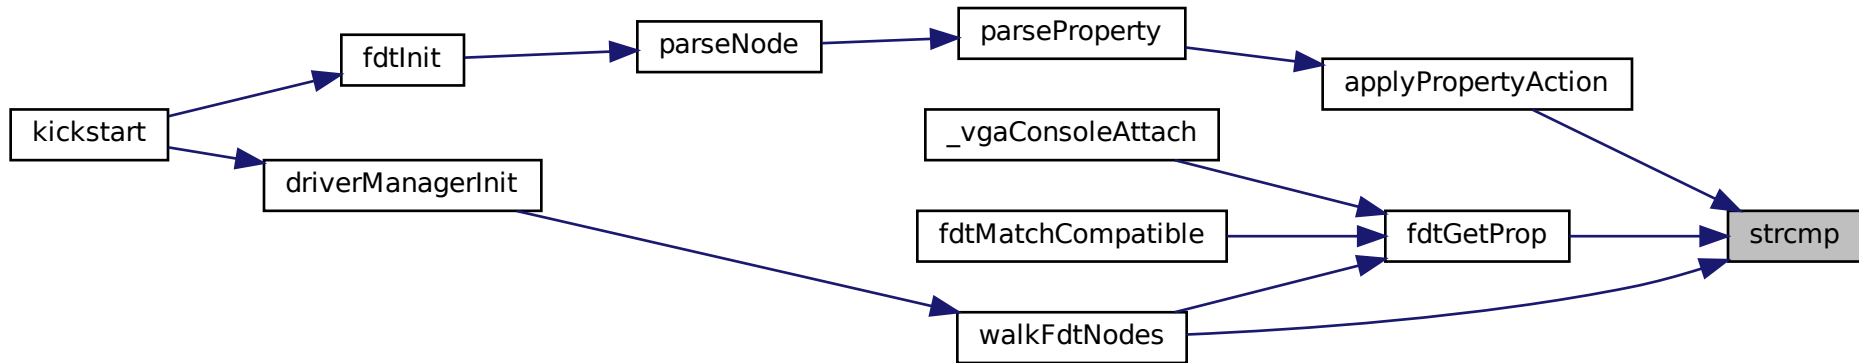 parseProperty
parseNode
fdtInit
applyPropertyAction
kickstart
_vgaConsoleAttach
driverManagerInit
fdtMatchCompatible
fdtGetProp
strcmp
walkFdtNodes